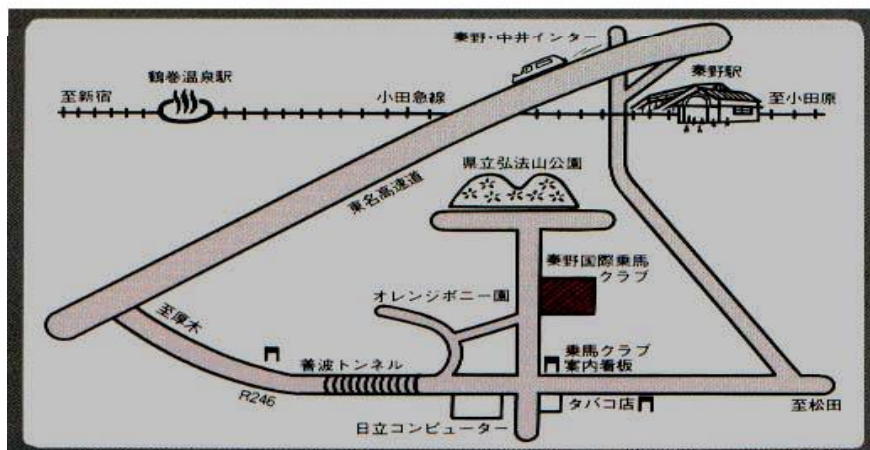 秦野・中井インター
鶴巻温泉駅
秦野駅
至新宿
小田急線
至小田原
県立弘法山公園
東名高速道
秦野国際乗馬
クラブ
オレンジポニー園
至厚木
乗馬クラブ
案内看板
善波トンネル
R246
タバコ店
至松田
日立コンピューター